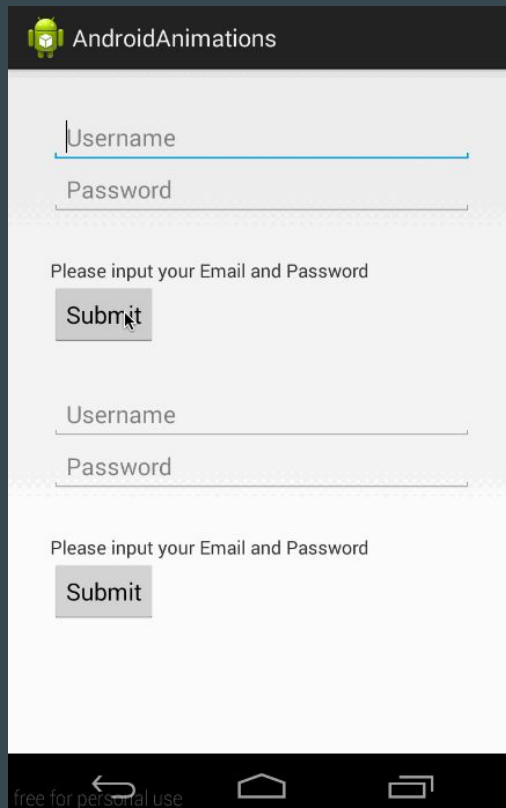 AndroidAnimations
Username
Password
Please input your Email and Password
Submit
Username
Password
Please input your Email and Password
Submit
free for personal use